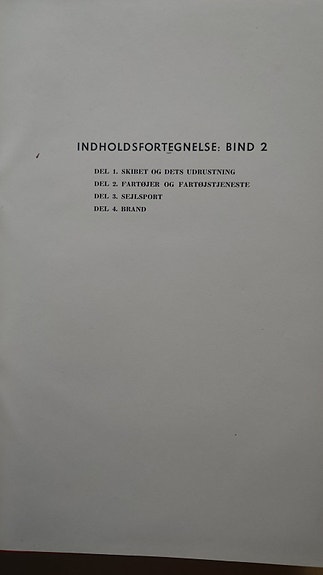 INDHOLDSFORTEGNELSE: BIND 2
DEL 1. SKIBET OG DETS UDRUSTNING
DEL 2. FARTØJER OG FARTØJSTJENESTE
DEL 3. SEJLSPORT
DEL 4. BRAND